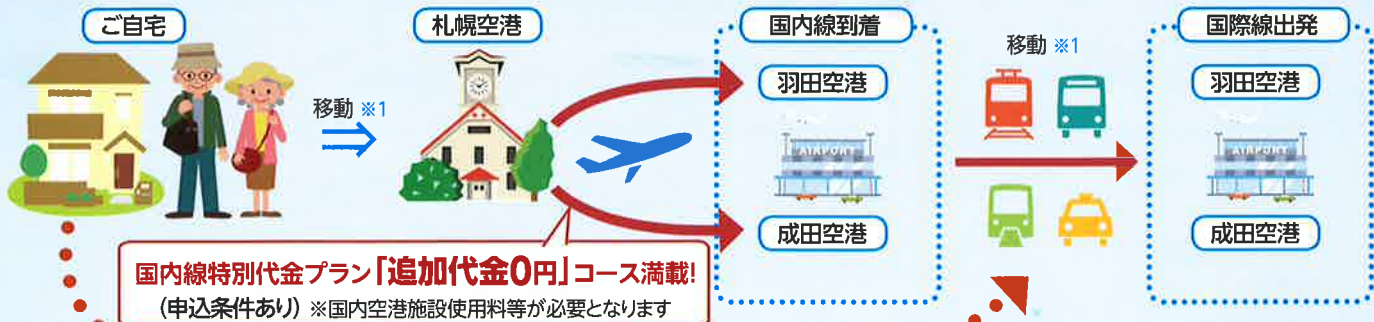 ご自宅
移動 ※1
札幌空港
国内線特別代金プラン「追加代金0円」コース満載!
(申込条件あり) ※国内空港施設使用料等が必要となります
国内線到着
羽田空港
AIRPORT
成田空港
移動 ※1
国際線出発
羽田空港
AIRPORT
成田空港